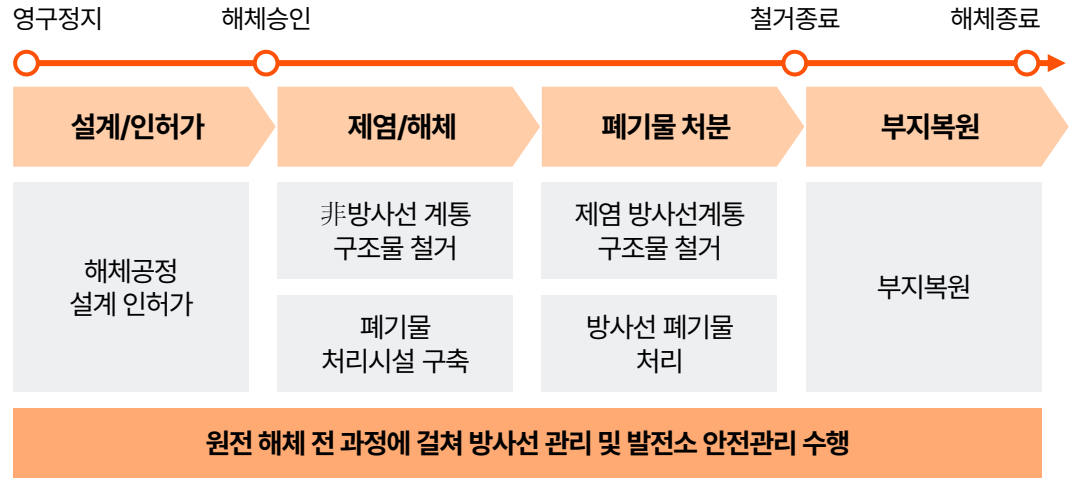 영구정지
해체승인
철거종료
해체종료
설계/인허가
제염/해체
폐기물 처분
부지복원
해체공정
설계 인허가
非방사선 계통
구조물 철거
폐기물
처리시설 구축
제염 방사선계통
구조물 철거
방사선 폐기물
처리
부지복원
원전 해체 전 과정에 걸쳐 방사선 관리 및 발전소 안전관리 수행